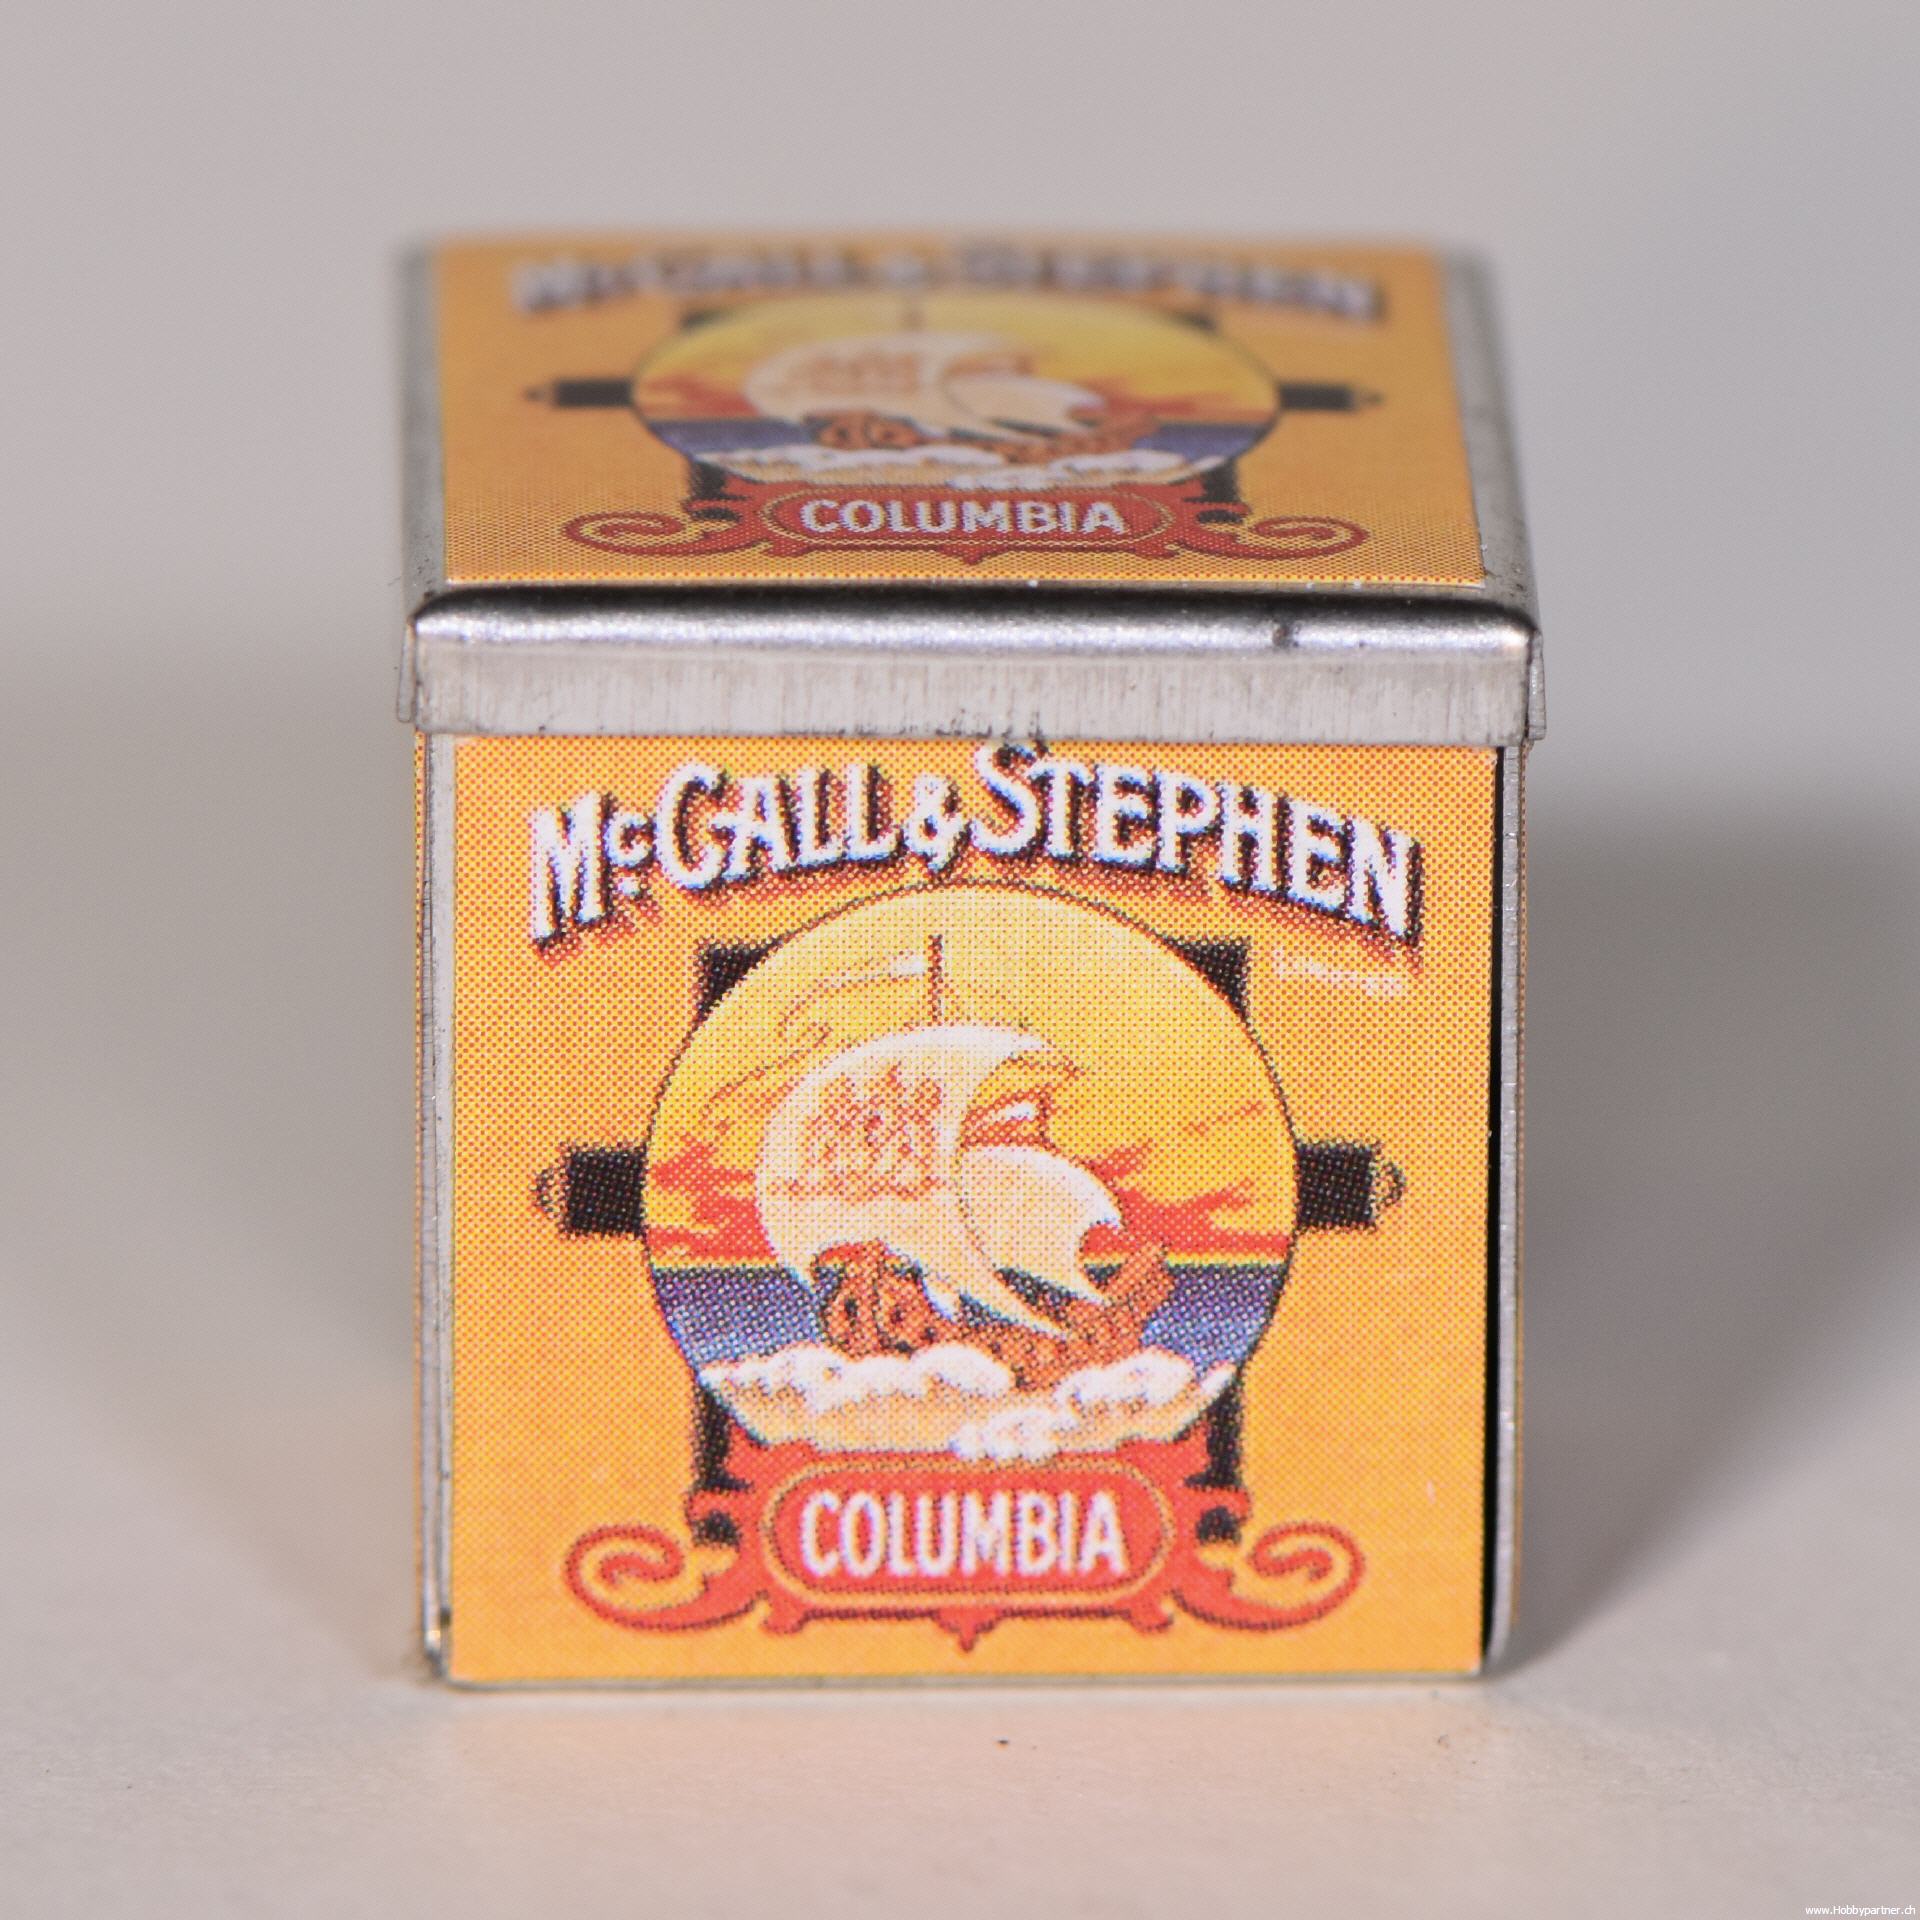 McCALL & STEPHEN
COLUMBIA
McCALL & STEPHEN
COLUMBIA
www.Hobbypartner.ch